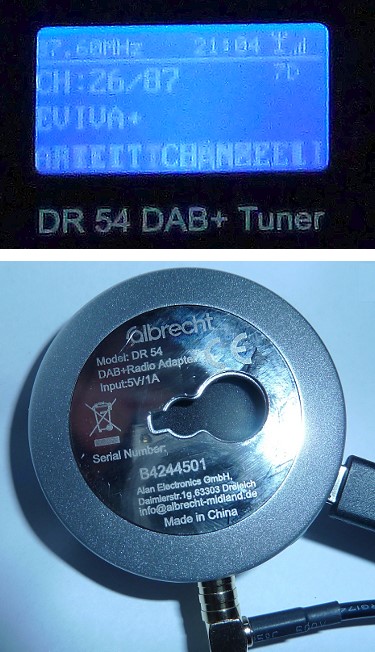 7.60MHz 21:04
CH:26/87 7D
EVIVA+
DR 54 DAB+ Tuner
albrecht
Model: DR 54
DAB+Radio Adapter CE
Input:5V/1A
Serial Number:
B4244501
Alan Electronics GmbH,
Daimlerstr.1g,63303 Dreieich
info@albrecht-midland.de
Made in China